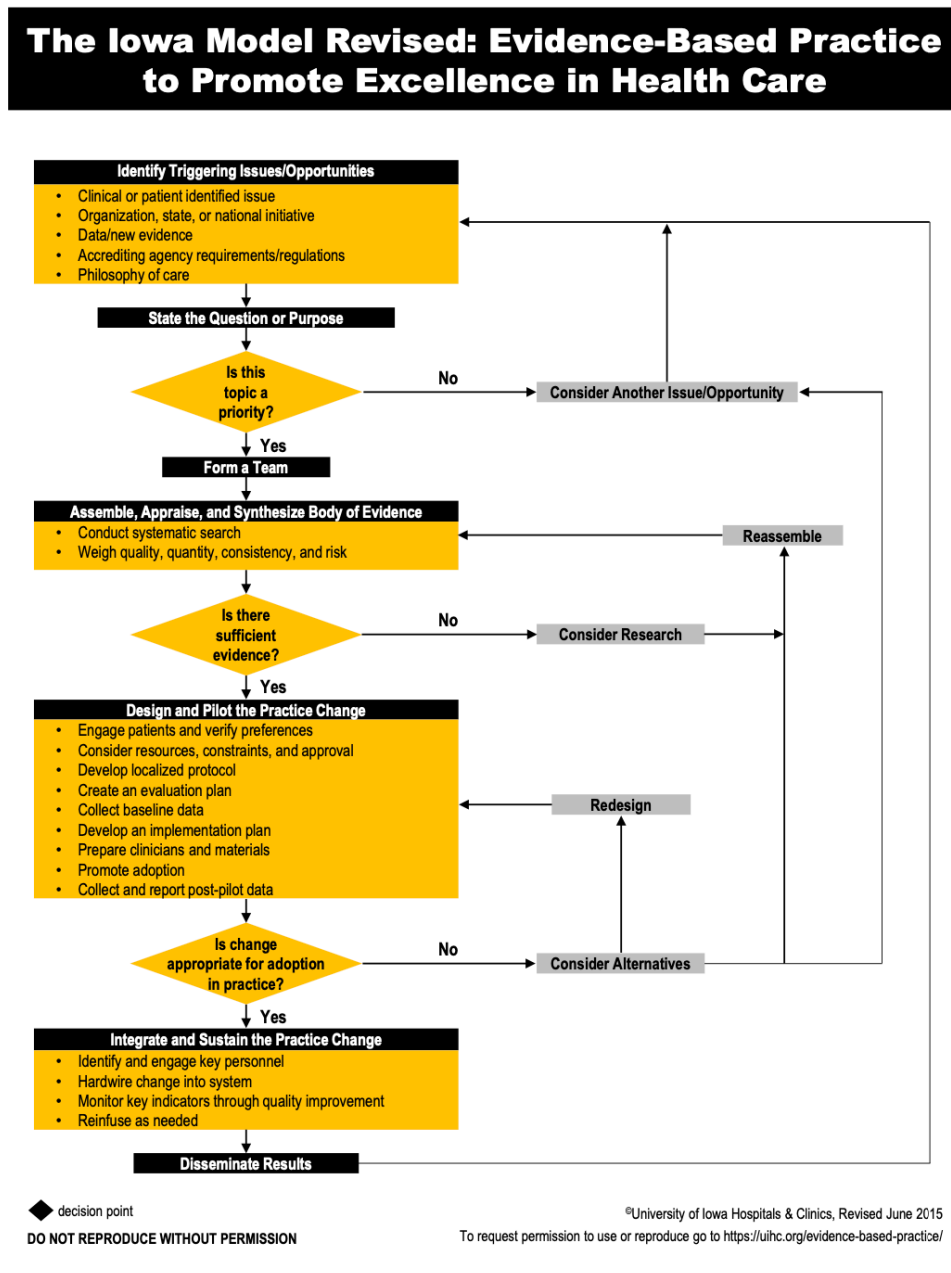 The Iowa Model Revised: Evidence-Based Practice
to Promote Excellence in Health Care
Identify Triggering Issues/Opportunities
• Clinical or patient identified issue
• Organization, state, or national initiative
• Data/new evidence
• Accrediting agency requirements/regulations
• Philosophy of care
State the Question or Purpose
Is this
topic a
priority?
No
Consider Another Issue/Opportunity
Yes
Form a Team
Assemble, Appraise, and Synthesize Body of Evidence
• Conduct systematic search
• Weigh quality, quantity, consistency, and risk
Reassemble
Is there
sufficient
evidence?
No
Consider Research
Yes
Design and Pilot the Practice Change
• Engage patients and verify preferences
• Consider resources, constraints, and approval
• Develop localized protocol
• Create an evaluation plan
• Collect baseline data
• Develop an implementation plan
• Prepare clinicians and materials
• Promote adoption
• Collect and report post-pilot data
Redesign
Is change
appropriate for adoption
in practice?
No
Consider Alternatives
Yes
Integrate and Sustain the Practice Change
• Identify and engage key personnel
• Hardwire change into system
• Monitor key indicators through quality improvement
• Reinfuse as needed
Disseminate Results
decision point
DO NOT REPRODUCE WITHOUT PERMISSION
©University of Iowa Hospitals & Clinics, Revised June 2015
To request permission to use or reproduce go to https://uihc.org/evidence-based-practice/